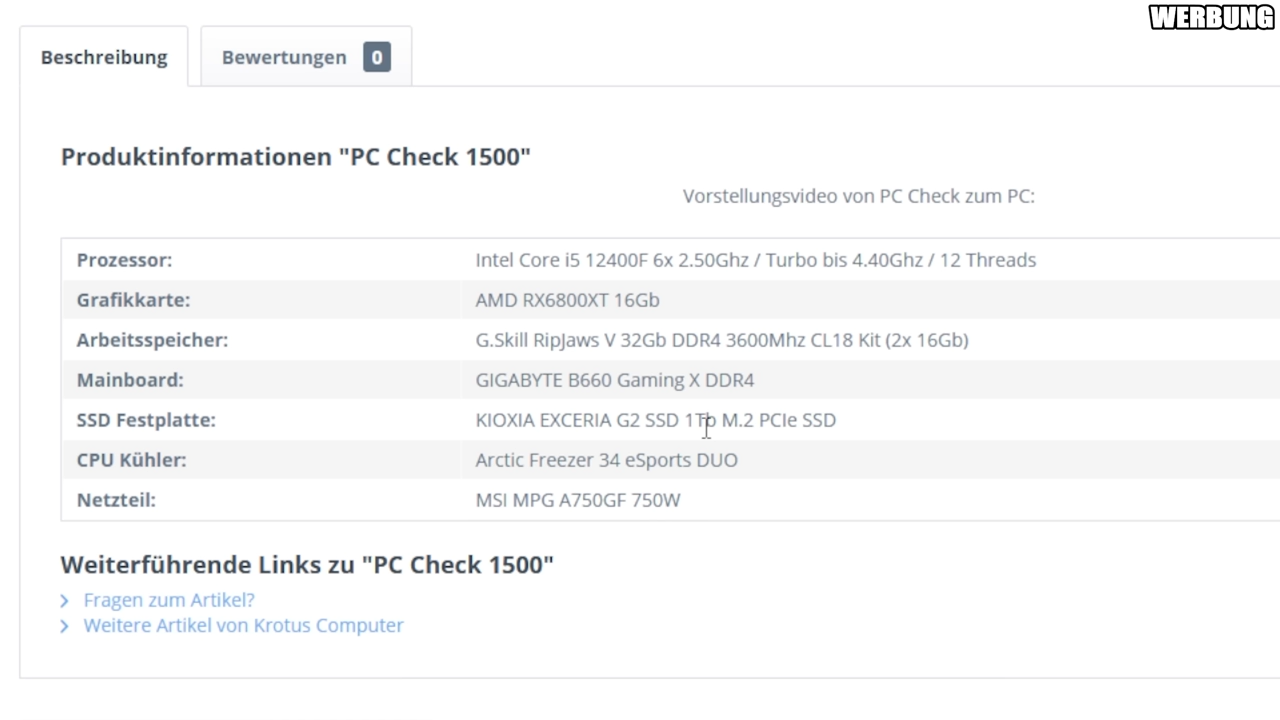 WERBUNG
Beschreibung
Bewertungen 0
Produktinformationen "PC Check 1500"
Vorstellungsvideo von PC Check zum PC:
Prozessor: Intel Core i5 12400F 6x 2.50Ghz / Turbo bis 4.40Ghz / 12 Threads
Grafikkarte: AMD RX6800XT 16Gb
Arbeitsspeicher: G.Skill RipJaws V 32Gb DDR4 3600Mhz CL18 Kit (2x 16Gb)
Mainboard: GIGABYTE B660 Gaming X DDR4
SSD Festplatte: KIOXIA EXCERIA G2 SSD 1Tb M.2 PCIe SSD
CPU Kühler: Arctic Freezer 34 eSports DUO
Netzteil: MSI MPG A750GF 750W
Weiterführende Links zu "PC Check 1500"
Fragen zum Artikel?
Weitere Artikel von Krotus Computer